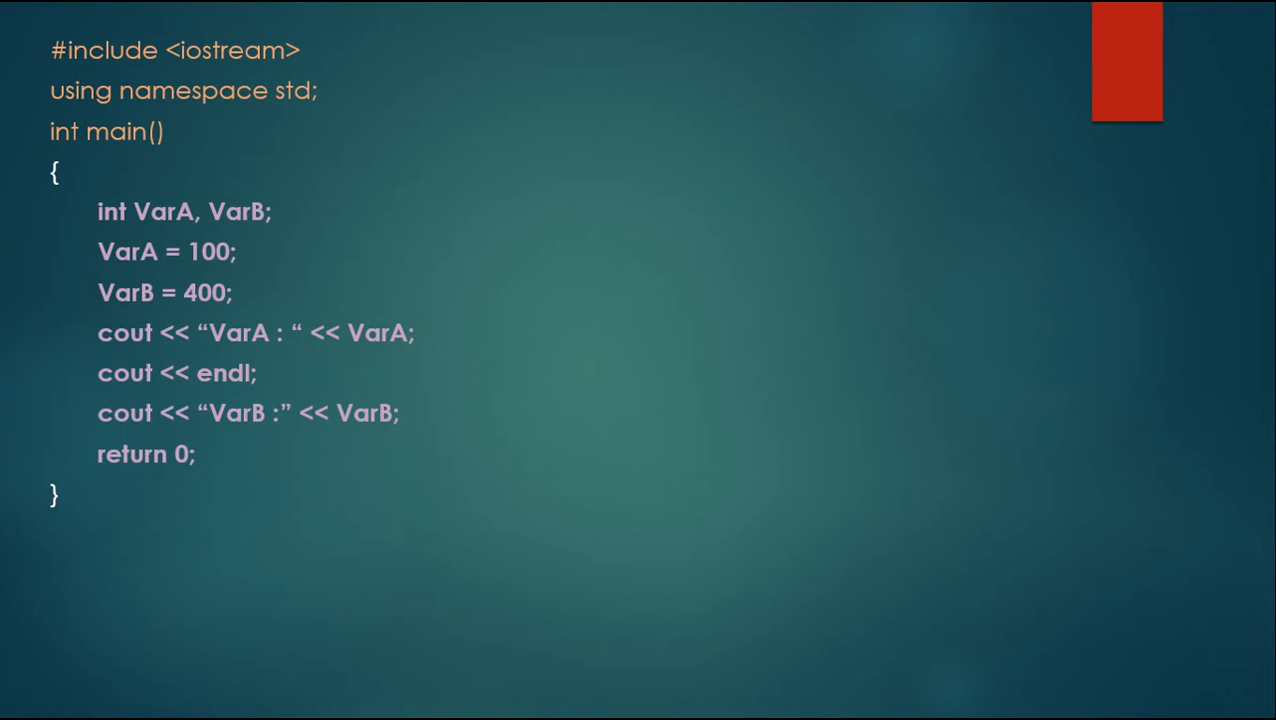 #include <iostream>
using namespace std;
int main()
{
int VarA, VarB;
VarA = 100;
VarB = 400;
cout << “VarA : “ << VarA;
cout << endl;
cout << “VarB :” << VarB;
return 0;
}